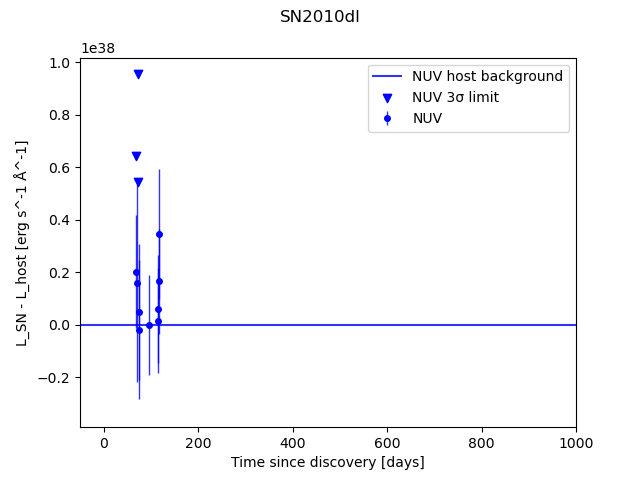 SN2010dl
1e38
1.0
0.8
0.6
0.4
0.2
0.0
−0.2
L_SN - L_host [erg s^-1 Å^-1]
NUV host background
NUV 3σ limit
NUV
0
200
400
600
800
1000
Time since discovery [days]